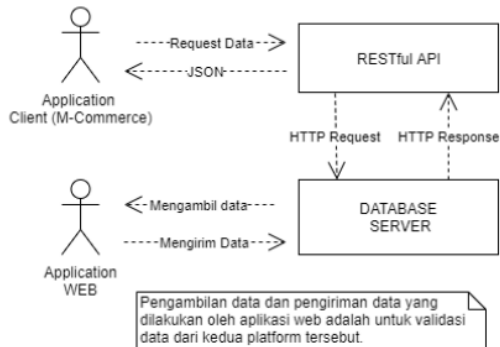 Request Data
RESTful API
JSON
Application
Client (M-Commerce)
HTTP Request
HTTP Response
Mengambil data
DATABASE
SERVER
Mengirim Data
Application
WEB
Pengambilan data dan pengiriman data yang
dilakukan oleh aplikasi web adalah untuk validasi
data dari kedua platform tersebut.